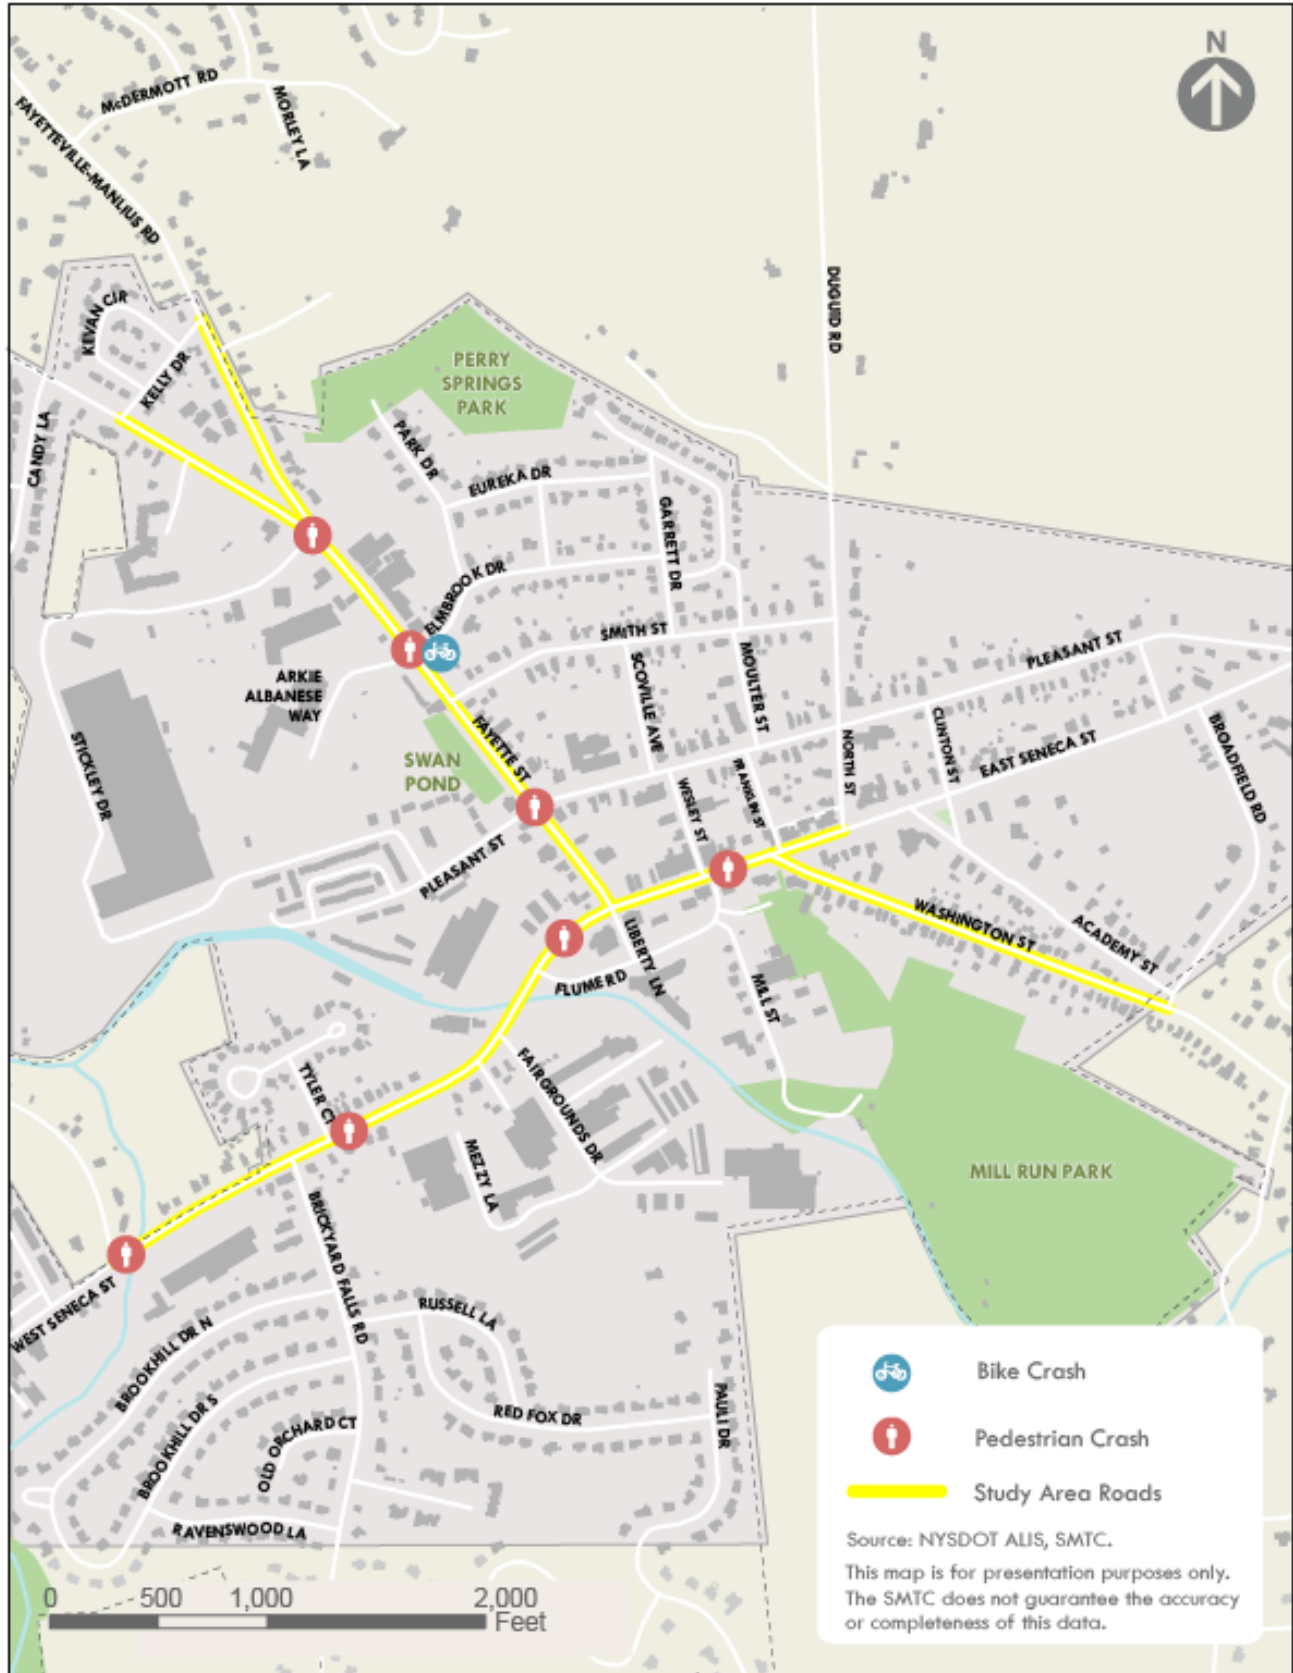 N
McDERMOTT RD
MORLEY LA
FAYETTEVILLE-MANLIUS RD
DUGUID RD
KEVAN CIR
KELLY DR
CANDY LA
PERRY
SPRINGS
PARK
PARK DR
EUREKA DR
GARRETT DR
ELMBROOK DR
SMITH ST
SCOVILLE AVE
MOULTER ST
PLEASANT ST
ARKIE
ALBANESE
WAY
FAYETTE ST
SWAN
POND
STICKLEY DR
WESLEY ST
FRANKLIN ST
NORTH ST
CLINTON ST
EAST SENECA ST
BROADFIELD RD
PLEASANT ST
WASHINGTON ST
ACADEMY ST
LIBERTY LN
FLUME RD
MILL ST
TYLER CT
FAIRGROUNDS DR
MEZZY LA
MILL RUN PARK
BRICKYARD FALLS RD
WEST SENECA ST
BROOKHILL DR N
RUSSELL LA
BROOKHILL DR S
OLD ORCHARD CT
RED FOX DR
PAULI DR
RAVENSWOOD LA
Bike Crash
Pedestrian Crash
Study Area Roads
Source: NYSDOT ALIS, SMTC.
This map is for presentation purposes only.
The SMTC does not guarantee the accuracy
or completeness of this data.
0 500 1,000 2,000
Feet